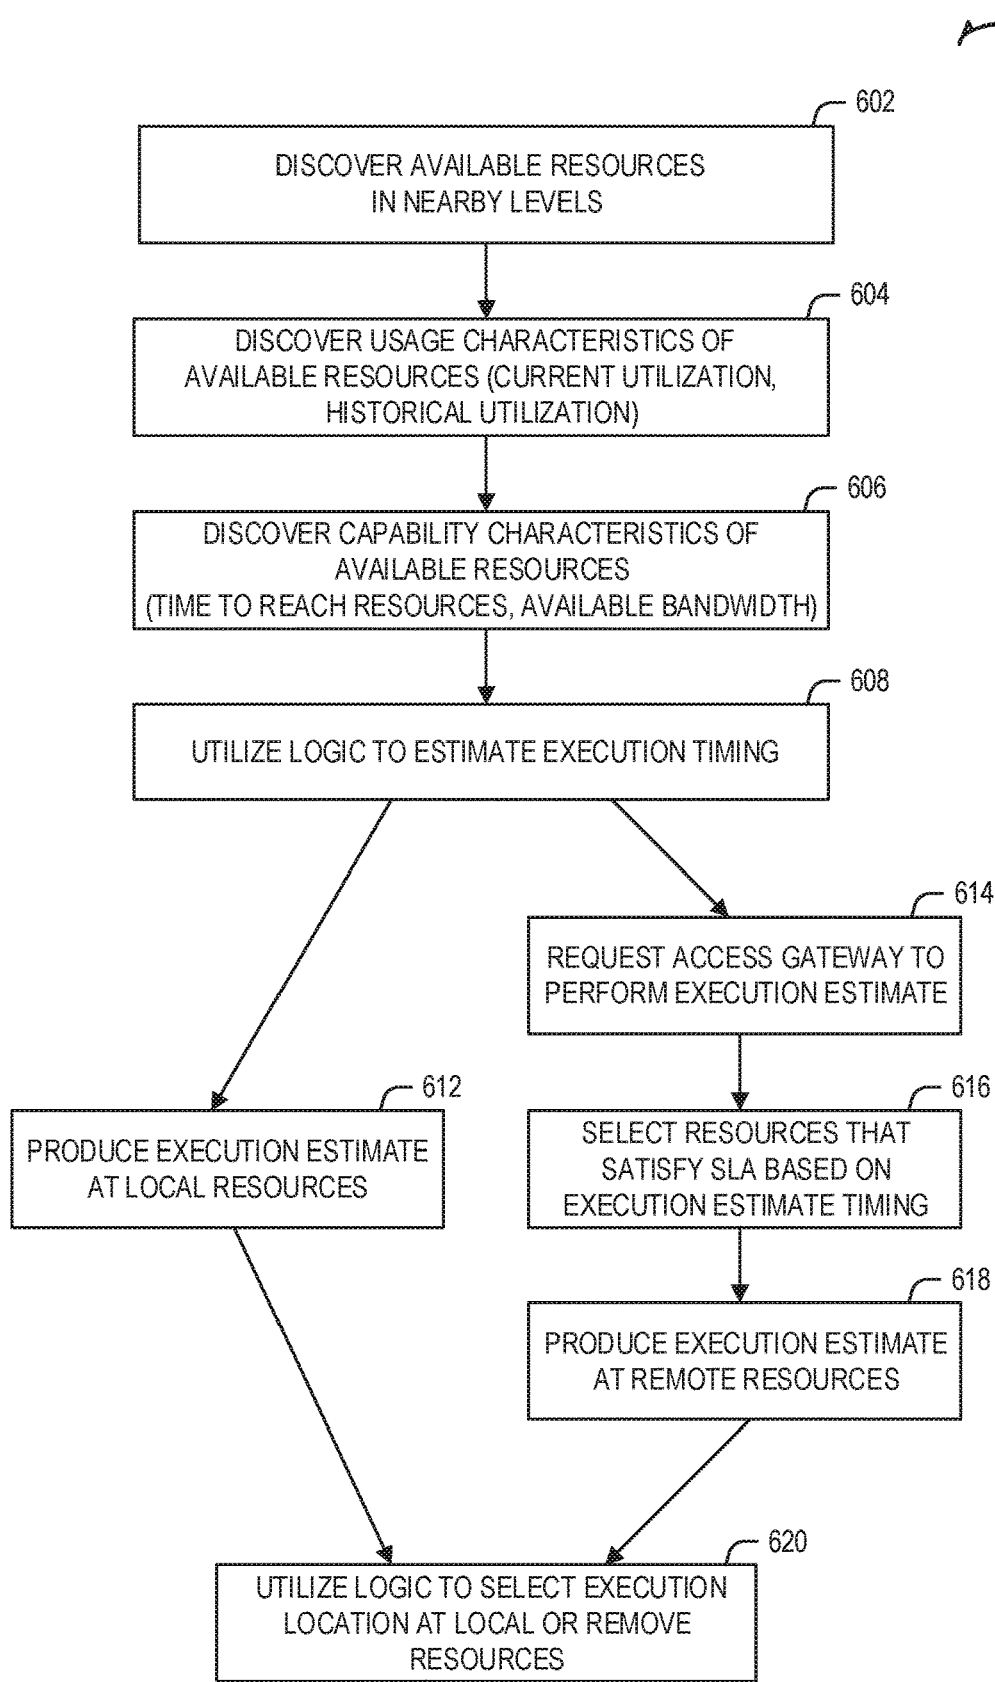 602
DISCOVER AVAILABLE RESOURCES
IN NEARBY LEVELS
604
DISCOVER USAGE CHARACTERISTICS OF
AVAILABLE RESOURCES (CURRENT UTILIZATION,
HISTORICAL UTILIZATION)
606
DISCOVER CAPABILITY CHARACTERISTICS OF
AVAILABLE RESOURCES
(TIME TO REACH RESOURCES, AVAILABLE BANDWIDTH)
608
UTILIZE LOGIC TO ESTIMATE EXECUTION TIMING
614
REQUEST ACCESS GATEWAY TO
PERFORM EXECUTION ESTIMATE
612
PRODUCE EXECUTION ESTIMATE
AT LOCAL RESOURCES
616
SELECT RESOURCES THAT
SATISFY SLA BASED ON
EXECUTION ESTIMATE TIMING
618
PRODUCE EXECUTION ESTIMATE
AT REMOTE RESOURCES
620
UTILIZE LOGIC TO SELECT EXECUTION
LOCATION AT LOCAL OR REMOVE
RESOURCES